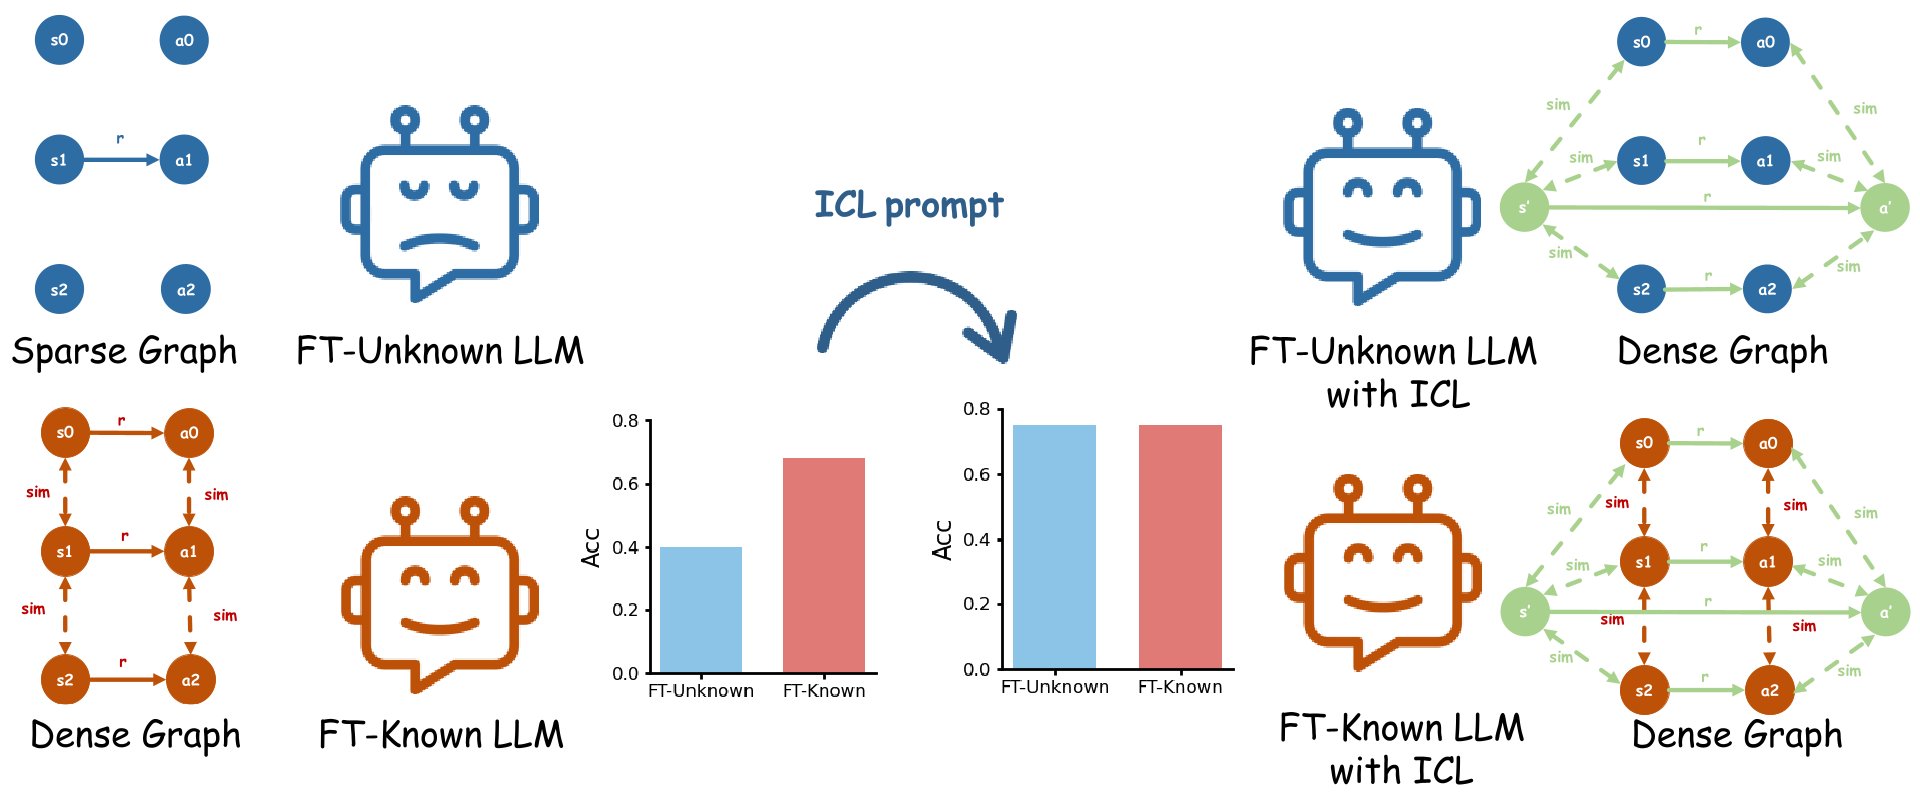 s0
a0
r
s1
a1
s2
a2
Sparse Graph
FT-Unknown LLM
r
s0
a0
sim
sim
r
s1
a1
sim
sim
r
s2
a2
Dense Graph
FT-Known LLM
ICL prompt
0.8
0.6
0.4
0.2
0.0
Acc
FT-Unknown
FT-Known
0.8
0.6
0.4
0.2
0.0
Acc
FT-Unknown
FT-Known
FT-Unknown LLM
with ICL
r
s0
a0
sim
sim
r
sim
s1
a1
sim
s'
r
a'
sim
sim
r
s2
a2
Dense Graph
FT-Known LLM
with ICL
r
s0
a0
sim
sim
sim
sim
r
sim
s1
a1
sim
s'
r
a'
sim
sim
sim
sim
r
s2
a2
Dense Graph